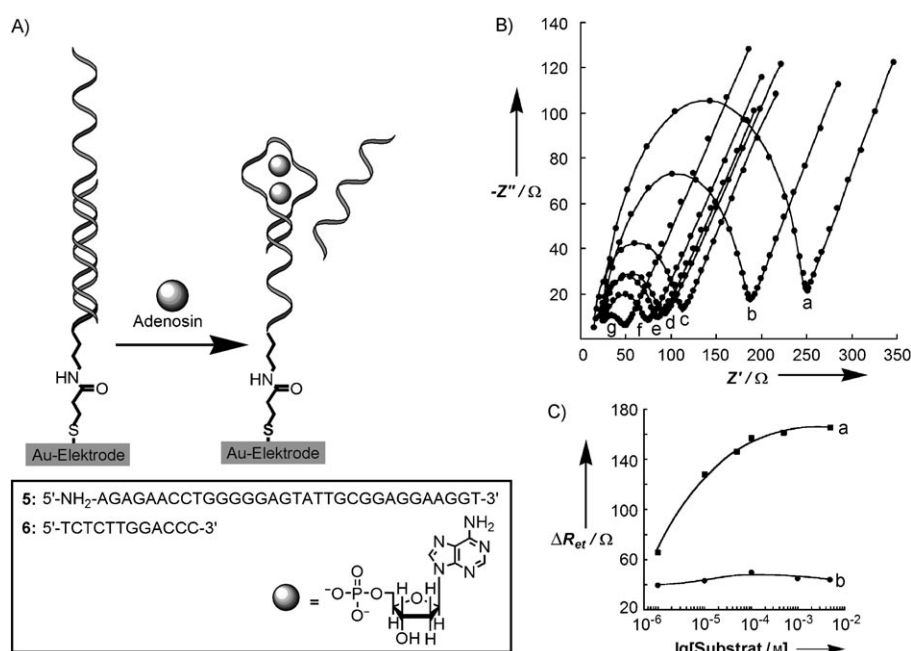 A)
Adenosin
HN
O
S
Au-Elektrode
HN
O
S
Au-Elektrode
5: 5'-NH2-AGAGAACCTGGGGGAGTATTGCGGAGGAAGGT-3'
6: 5'-TCTCTTGGACCC-3'
=
NH2
N
N
N
N
O
⁻O-P-O
O⁻
O
H H
H H
OH
B)
140
120
100
80
60
40
20
-Z"/Ω
0 50 100 150 200 250 300 350
Z'/Ω
g f e d c b a
C)
180
140
100
60
20
ΔRet/Ω
a
b
10⁻⁶ 10⁻⁵ 10⁻⁴ 10⁻³ 10⁻²
lg[Substrat/M]